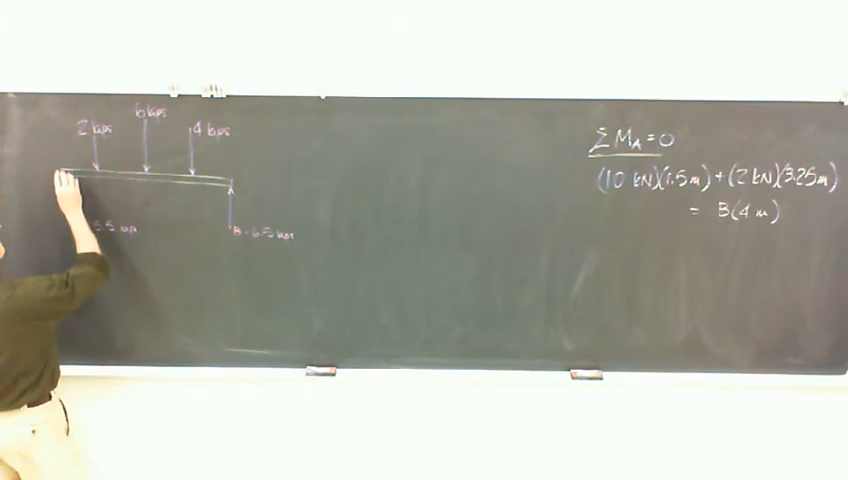 2 kips
6 kips
4 kips
5.5 kips
B = 6.5 kips
∑ M_A = 0
(10 kN)(1.5 m) + (2 kN)(3.25 m)
= B(4 m)